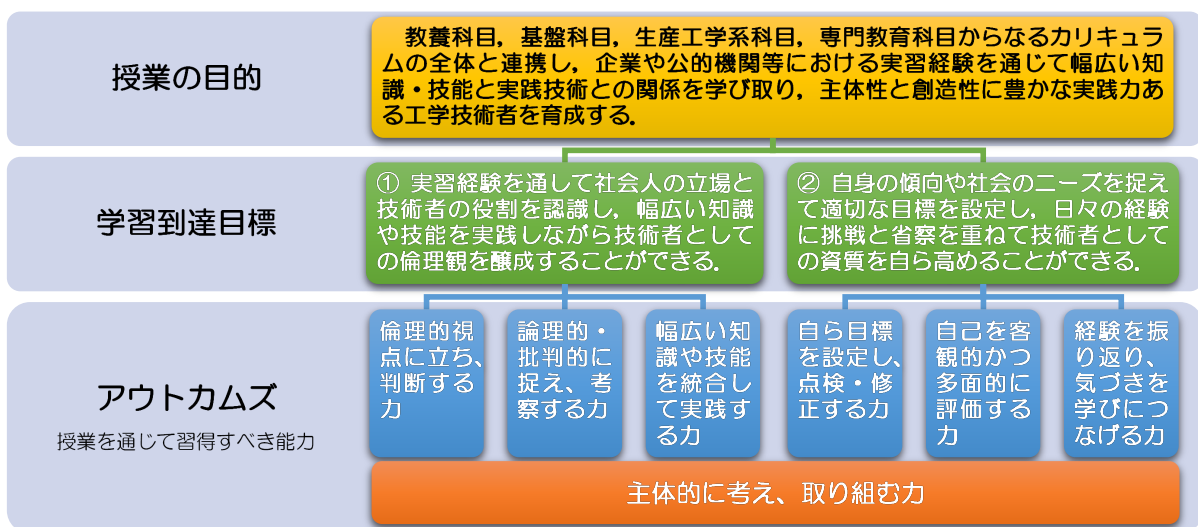 授業の目的
教養科目，基盤科目，生産工学系科目，専門教育科目からなるカリキュラ
ムの全体と連携し，企業や公的機関等における実習経験を通じて幅広い知
識・技能と実践技術との関係を学び取り，主体性と創造性に豊かな実践力あ
る工学技術者を育成する．
学習到達目標
① 実習経験を通して社会人の立場と
技術者の役割を認識し，幅広い知識
や技能を実践しながら技術者として
の倫理観を醸成することができる．
② 自身の傾向や社会のニーズを捉え
て適切な目標を設定し，日々の経験
に挑戦と省察を重ねて技術者として
の資質を自ら高めることができる．
アウトカムズ
授業を通じて習得すべき能力
倫理的視
点に立ち、
判断する
力
論理的・
批判的に
捉え、考
察する力
幅広い知
識や技能
を統合し
て実践す
る力
自ら目標
を設定し、
点検・修
正する力
自己を客
観的かつ
多面的に
評価する
力
経験を振
り返り、
気づきを
学びにつ
なげる力
主体的に考え、取り組む力